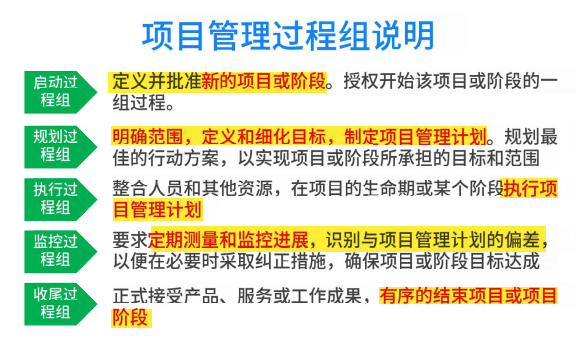 项目管理过程组说明
启动过
程组
定义并批准新的项目或阶段。授权开始该项目或阶段的一
组过程。
规划过
程组
明确范围，定义和细化目标，制定项目管理计划。规划最
佳的行动方案，以实现项目或阶段所承担的目标和范围
执行过
程组
整合人员和其他资源，在项目的生命期或某个阶段执行项
目管理计划
监控过
程组
要求定期测量和监控进展，识别与项目管理计划的偏差，
以便在必要时采取纠正措施，确保项目或阶段目标达成
收尾过
程组
正式接受产品、服务或工作成果，有序的结束项目或项目
阶段